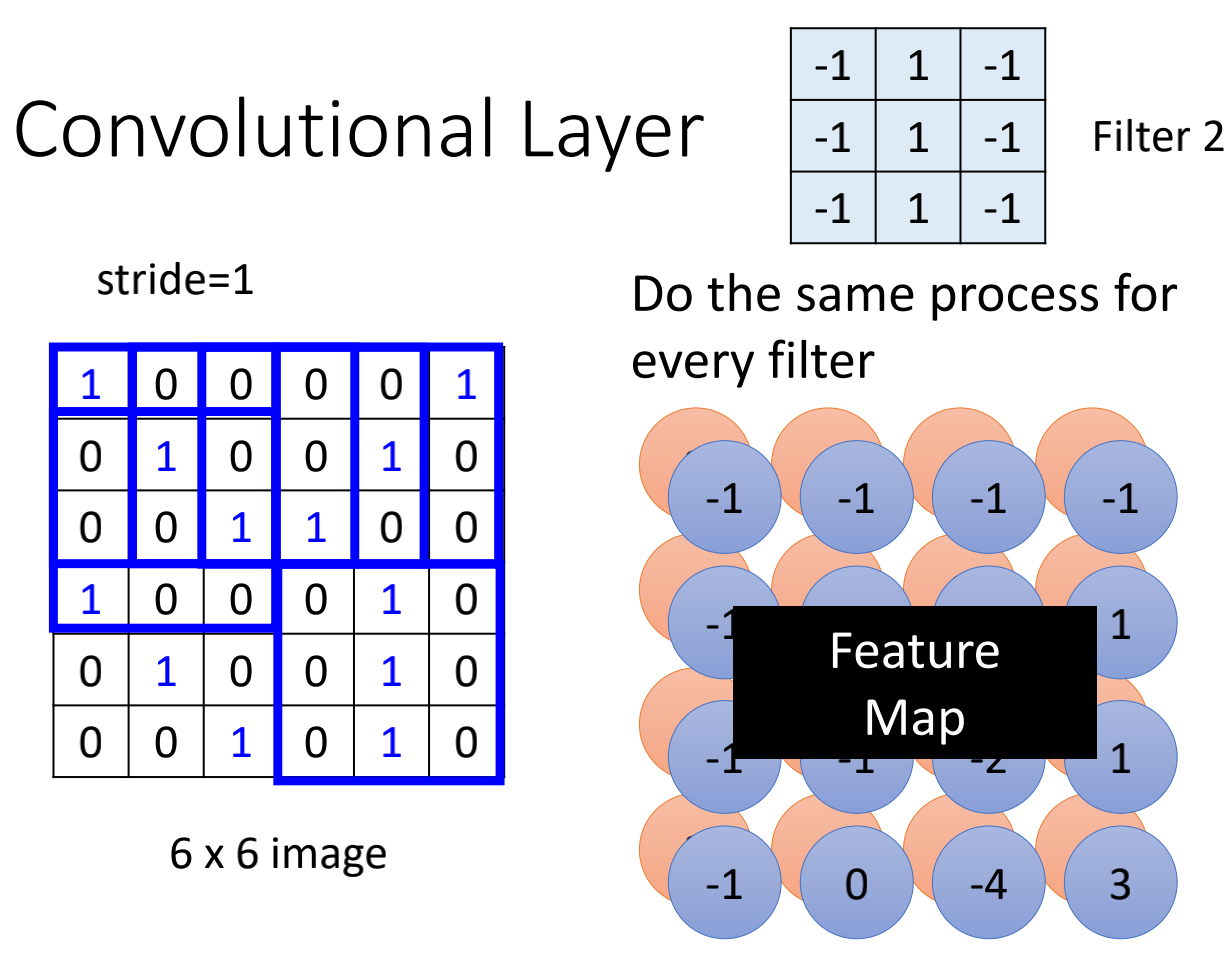 Convolutional Layer
-1 1 -1
-1 1 -1
-1 1 -1
Filter 2
stride=1
Do the same process for
every filter
1 0 0 0 0 1
0 1 0 0 1 0
0 0 1 1 0 0
1 0 0 0 1 0
0 1 0 0 1 0
0 0 1 0 1 0
6 x 6 image
-1 -1 -1 -1
-1 1
Feature
Map
-1 -1 -2 1
-1 0 -4 3